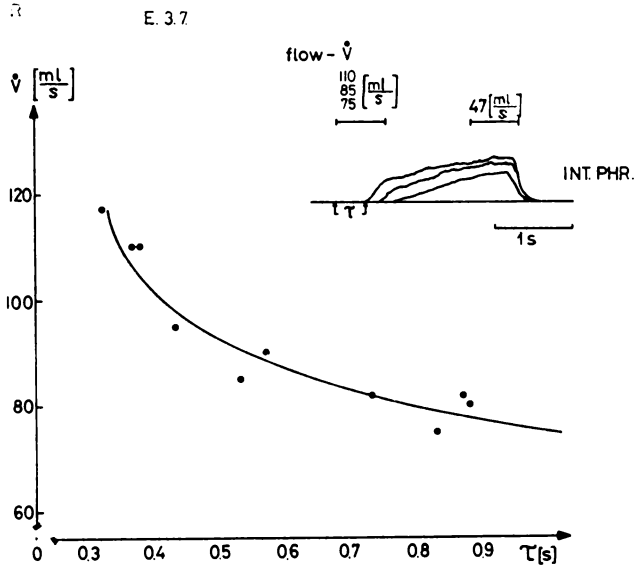 E. 3.7.
flow - V̇
V̇ [ml/s]
110
85 [ml/s]
75
47 [ml/s]
INT. PHR.
τ
1s
120
100
80
60
0 0.3 0.4 0.5 0.6 0.7 0.8 0.9 τ[s]